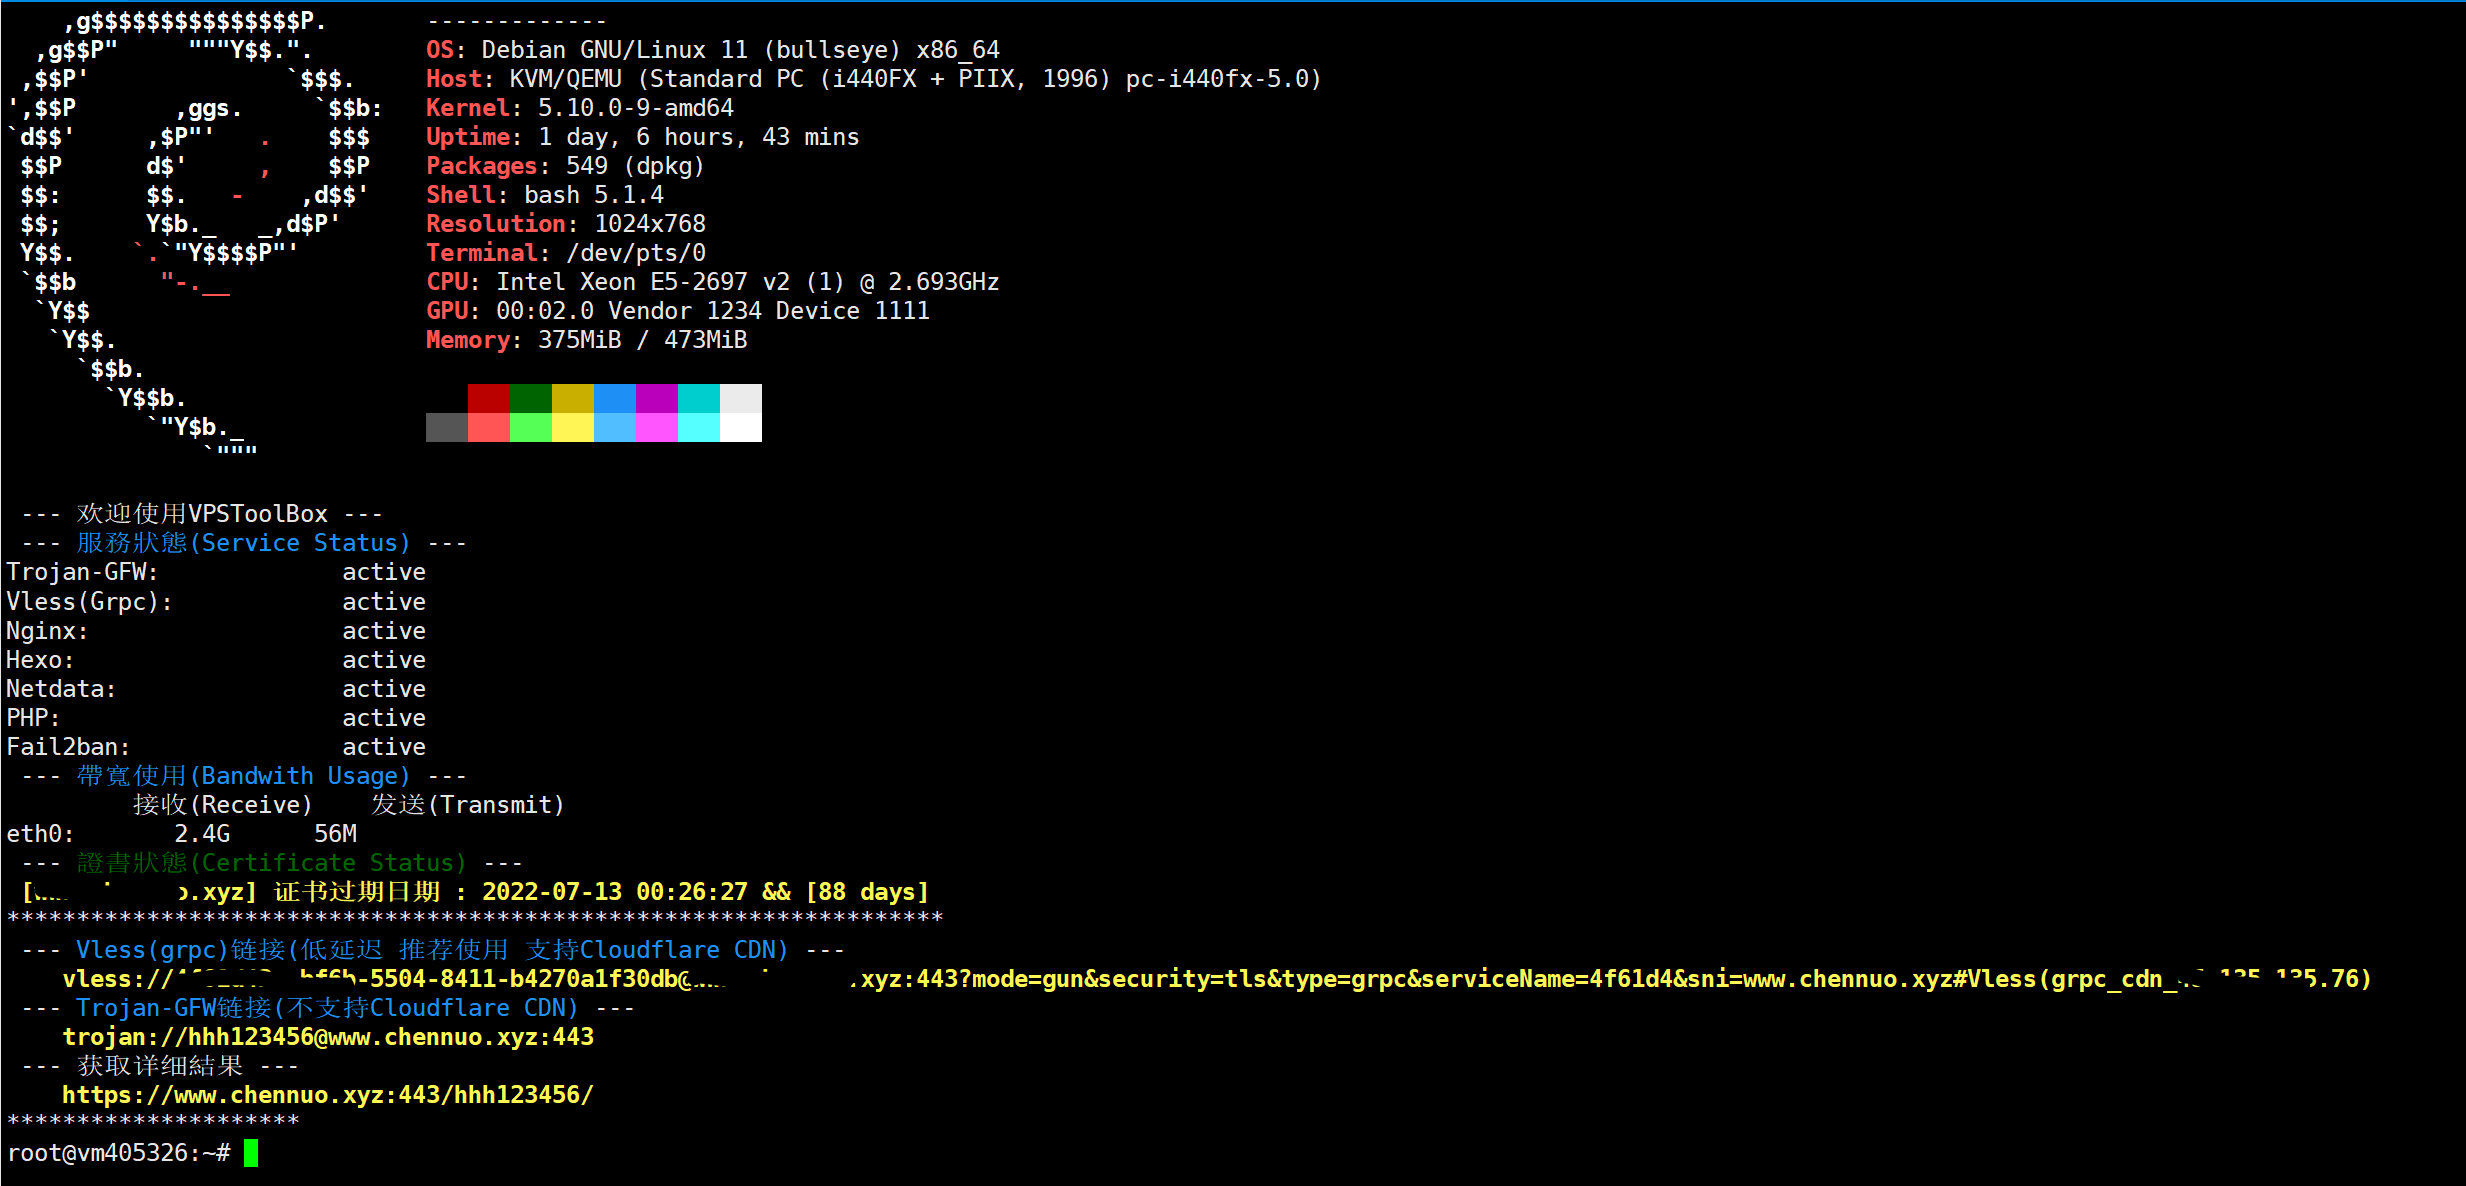 -------------
OS: Debian GNU/Linux 11 (bullseye) x86_64
Host: KVM/QEMU (Standard PC (i440FX + PIIX, 1996) pc-i440fx-5.0)
Kernel: 5.10.0-9-amd64
Uptime: 1 day, 6 hours, 43 mins
Packages: 549 (dpkg)
Shell: bash 5.1.4
Resolution: 1024x768
Terminal: /dev/pts/0
CPU: Intel Xeon E5-2697 v2 (1) @ 2.693GHz
GPU: 00:02.0 Vendor 1234 Device 1111
Memory: 375MiB / 473MiB
--- 欢迎使用VPSToolBox ---
--- 服務狀態(Service Status) ---
Trojan-GFW: active
Vless(Grpc): active
Nginx: active
Hexo: active
Netdata: active
PHP: active
Fail2ban: active
--- 帶寬使用(Bandwith Usage) ---
接收(Receive) 发送(Transmit)
eth0: 2.4G 56M
--- 證書狀態(Certificate Status) ---
.xyz] 证书过期日期 : 2022-07-13 00:26:27 && [88 days]
*******************************************************************
--- Vless(grpc)链接(低延迟 推荐使用 支持Cloudflare CDN) ---
vless:// -5504-8411-b4270a1f30db@ .xyz:443?mode=gun&security=tls&type=grpc&serviceName=4f61d4&sni=www.chennuo.xyz#Vless(grpc_cdn_ .76)
--- Trojan-GFW链接(不支持Cloudflare CDN) ---
trojan://hhh123456@www.chennuo.xyz:443
--- 获取详细結果 ---
https://www.chennuo.xyz:443/hhh123456/
*********************
root@vm405326:~#